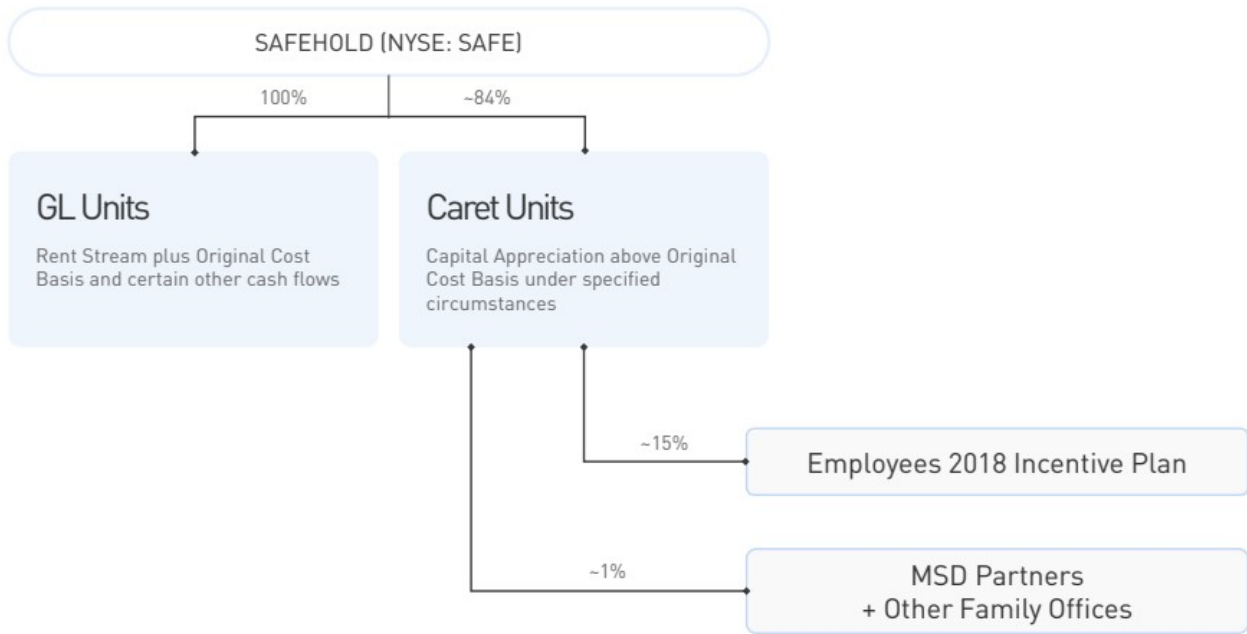 SAFEHOLD (NYSE: SAFE)
100%
~84%
GL Units
Rent Stream plus Original Cost
Basis and certain other cash flows
Caret Units
Capital Appreciation above Original
Cost Basis under specified
circumstances
~15%
Employees 2018 Incentive Plan
~1%
MSD Partners
+ Other Family Offices